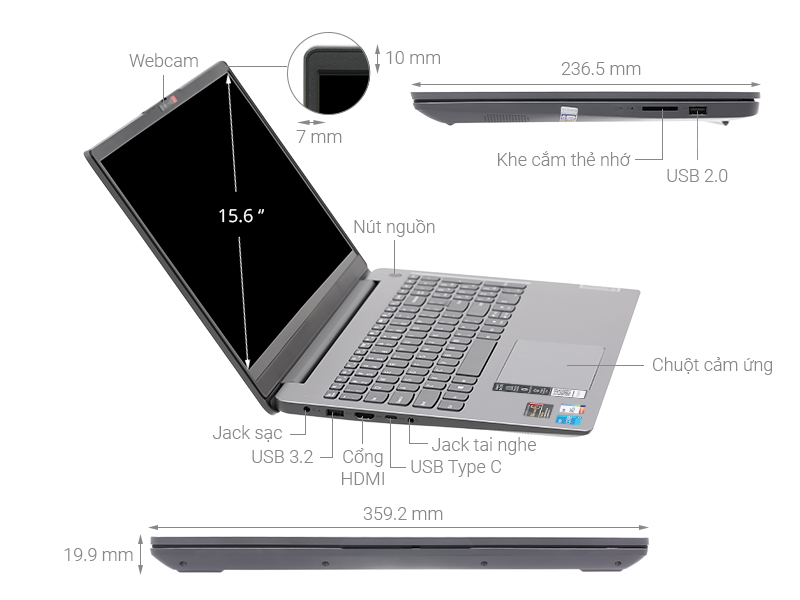 Webcam
10 mm
7 mm
236.5 mm
Khe cắm thẻ nhớ
USB 2.0
15.6 “
Nút nguồn
Chuột cảm ứng
Jack sạc
USB 3.2
Cổng
HDMI
USB Type C
Jack tai nghe
359.2 mm
19.9 mm